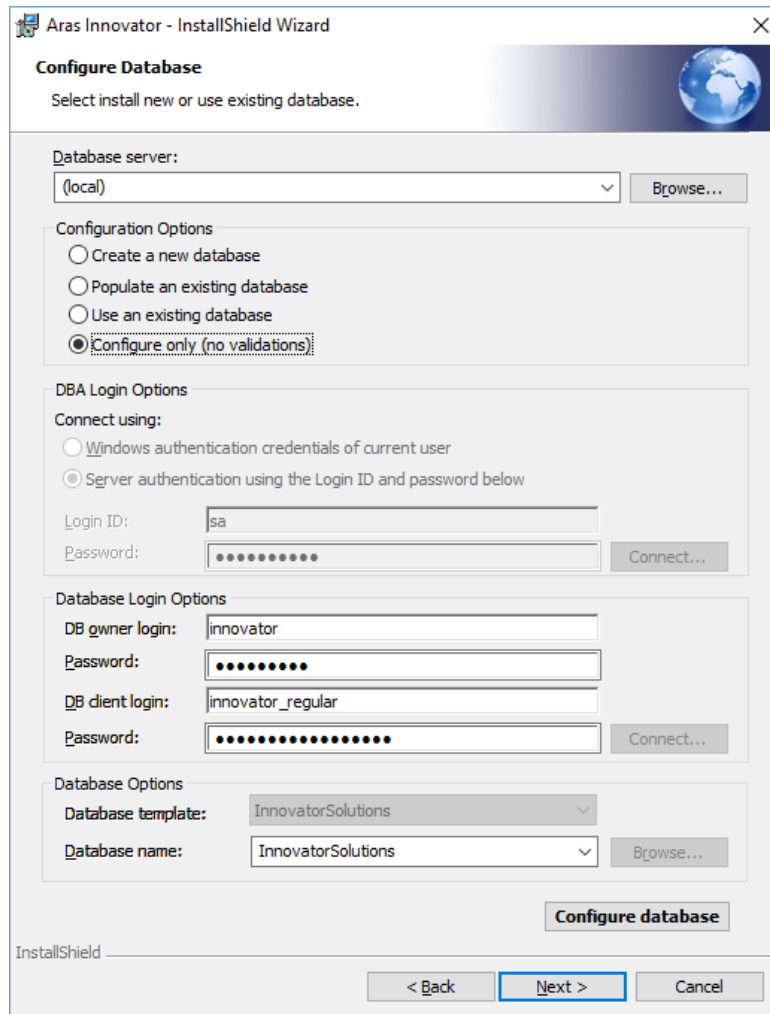 Aras Innovator - InstallShield Wizard
Configure Database
Select install new or use existing database.
Database server:
(local)
Browse...
Configuration Options
Create a new database
Populate an existing database
Use an existing database
Configure only (no validations)
DBA Login Options
Connect using:
Windows authentication credentials of current user
Server authentication using the Login ID and password below
Login ID: sa
Password: ●●●●●●●●●● Connect...
Database Login Options
DB owner login: innovator
Password: ●●●●●●●●●
DB client login: innovator_regular
Password: ●●●●●●●●●●●●●●●●● Connect...
Database Options
Database template: InnovatorSolutions
Database name: InnovatorSolutions Browse...
Configure database
InstallShield
< Back Next > Cancel